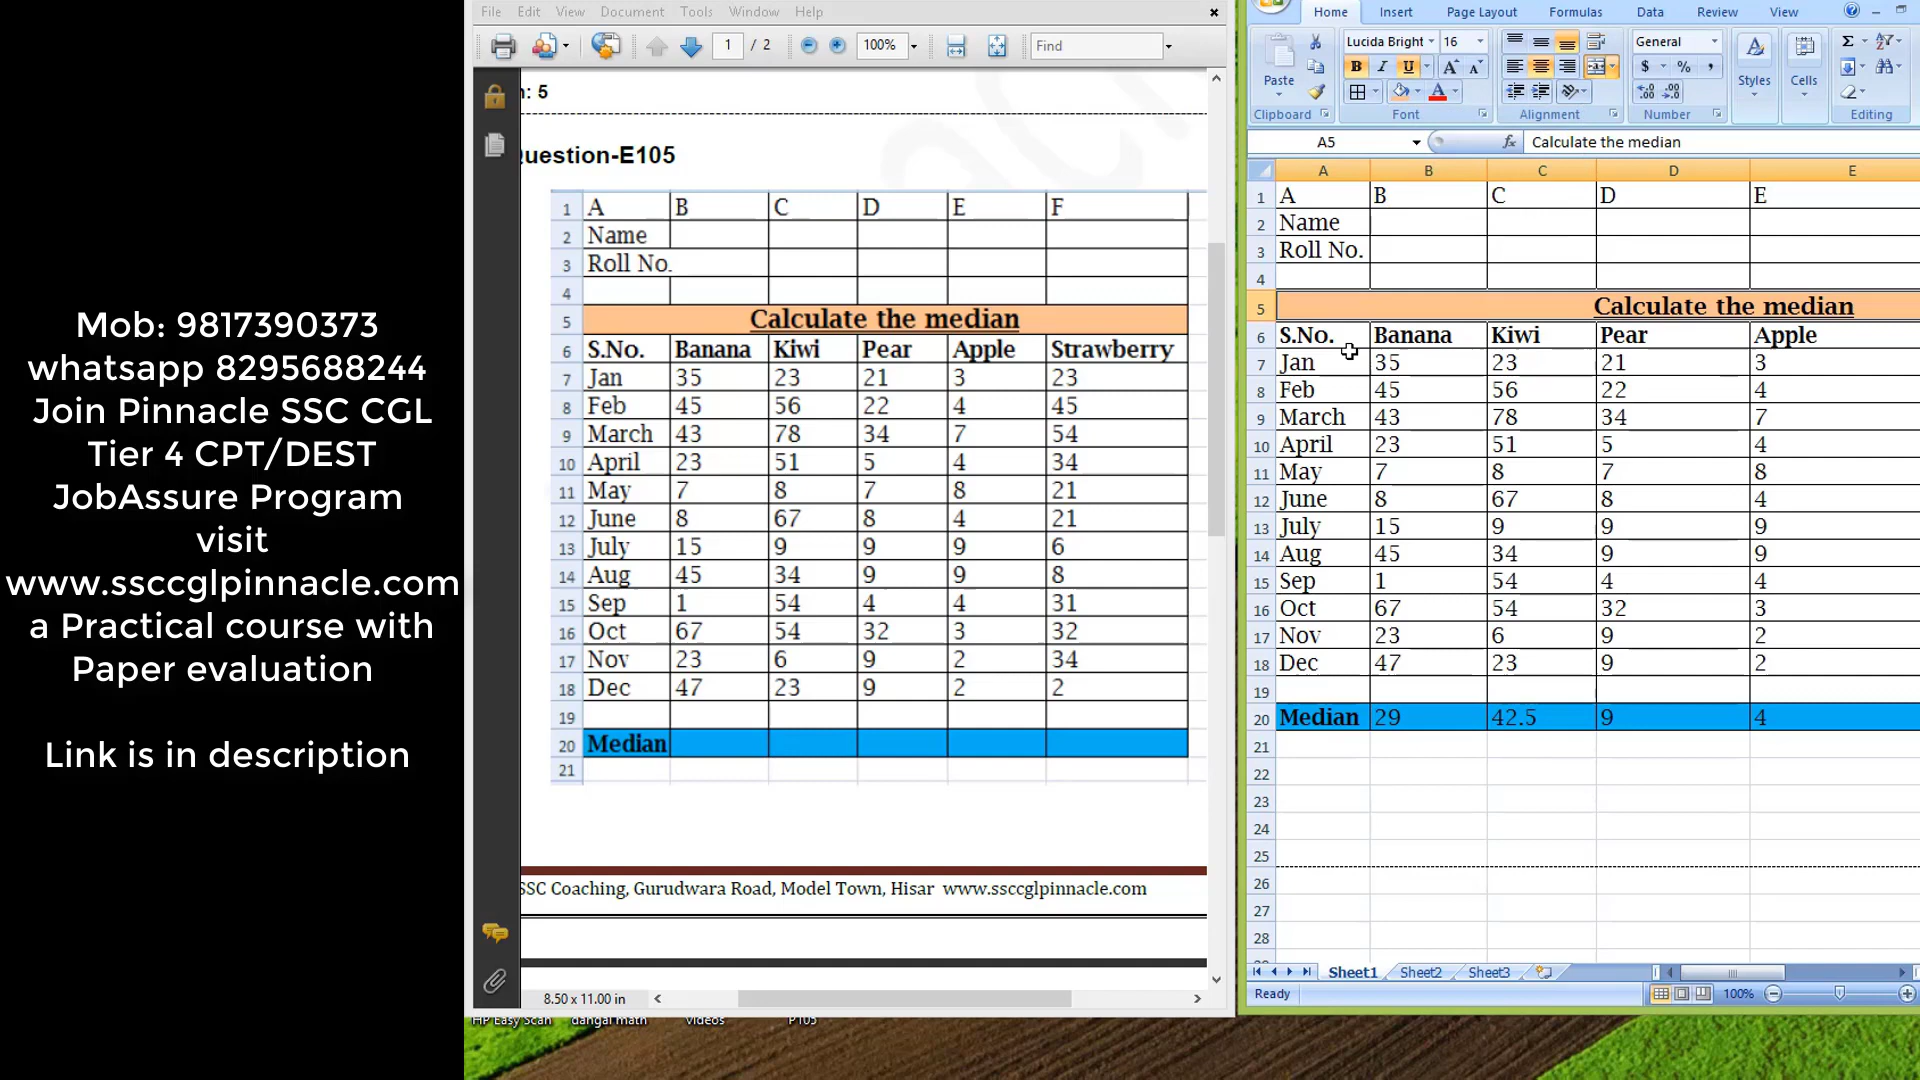 Mob: 9817390373
whatsapp 8295688244
Join Pinnacle SSC CGL
Tier 4 CPT/DEST
JobAssure Program
visit
www.ssccglpinnacle.com
a Practical course with
Paper evaluation
Link is in description
File Edit View Document Tools Window Help
1 / 2 100% Find
n: 5
Question-E105
1 A B C D E F
2 Name
3 Roll No.
4
5 Calculate the median
6 S.No. Banana Kiwi Pear Apple Strawberry
7 Jan 35 23 21 3 23
8 Feb 45 56 22 4 45
9 March 43 78 34 7 54
10 April 23 51 5 4 34
11 May 7 8 7 8 21
12 June 8 67 8 4 21
13 July 15 9 9 9 6
14 Aug 45 34 9 9 8
15 Sep 1 54 4 4 31
16 Oct 67 54 32 3 32
17 Nov 23 6 9 2 34
18 Dec 47 23 9 2 2
19
20 Median
21
SSC Coaching, Gurudwara Road, Model Town, Hisar www.ssccglpinnacle.com
8.50 x 11.00 in
HP Easy Scan dangal math videos P105
Home Insert Page Layout Formulas Data Review View
Paste Lucida Bright 16 General Styles Cells
B I U A A $ % ,
Clipboard Font Alignment Number Editing
A5 fx Calculate the median
A B C D E
1 A B C D E
2 Name
3 Roll No.
4
5 Calculate the median
6 S.No. Banana Kiwi Pear Apple
7 Jan 35 23 21 3
8 Feb 45 56 22 4
9 March 43 78 34 7
10 April 23 51 5 4
11 May 7 8 7 8
12 June 8 67 8 4
13 July 15 9 9 9
14 Aug 45 34 9 9
15 Sep 1 54 4 4
16 Oct 67 54 32 3
17 Nov 23 6 9 2
18 Dec 47 23 9 2
19
20 Median 29 42.5 9 4
21
22
23
24
25
26
27
28
Sheet1 Sheet2 Sheet3
Ready 100%